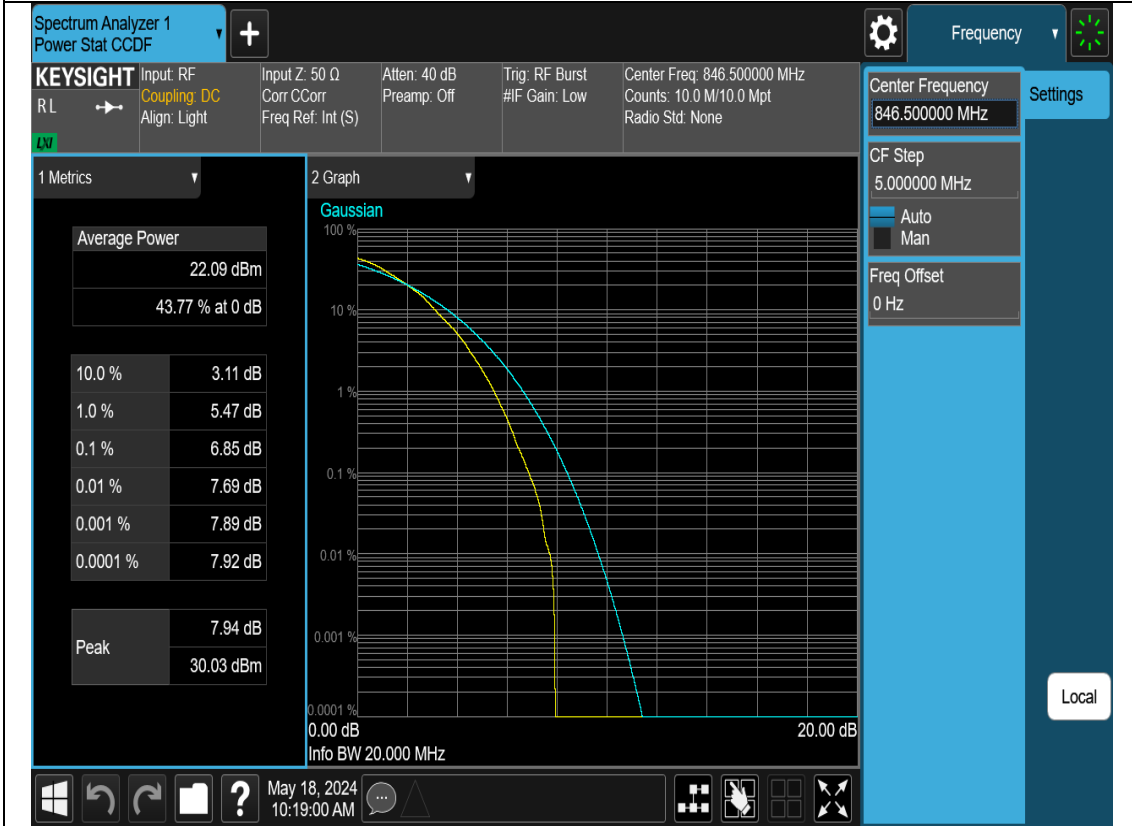 Spectrum Analyzer 1
Power Stat CCDF
Frequency
KEYSIGHT
RL
LXI
Input: RF
Coupling: DC
Align: Light
Input Z: 50 Ω
Corr CCorr
Freq Ref: Int (S)
Atten: 40 dB
Preamp: Off
Trig: RF Burst
#IF Gain: Low
Center Freq: 846.500000 MHz
Counts: 10.0 M/10.0 Mpt
Radio Std: None
Center Frequency
846.500000 MHz
Settings
CF Step
5.000000 MHz
Auto
Man
Freq Offset
0 Hz
Local
1 Metrics
Average Power
22.09 dBm
43.77 % at 0 dB
10.0 % 3.11 dB
1.0 % 5.47 dB
0.1 % 6.85 dB
0.01 % 7.69 dB
0.001 % 7.89 dB
0.0001 % 7.92 dB
Peak
7.94 dB
30.03 dBm
2 Graph
Gaussian
100 %
10 %
1 %
0.1 %
0.01 %
0.001 %
0.0001 %
0.00 dB 20.00 dB
Info BW 20.000 MHz
?
May 18, 2024
10:19:00 AM